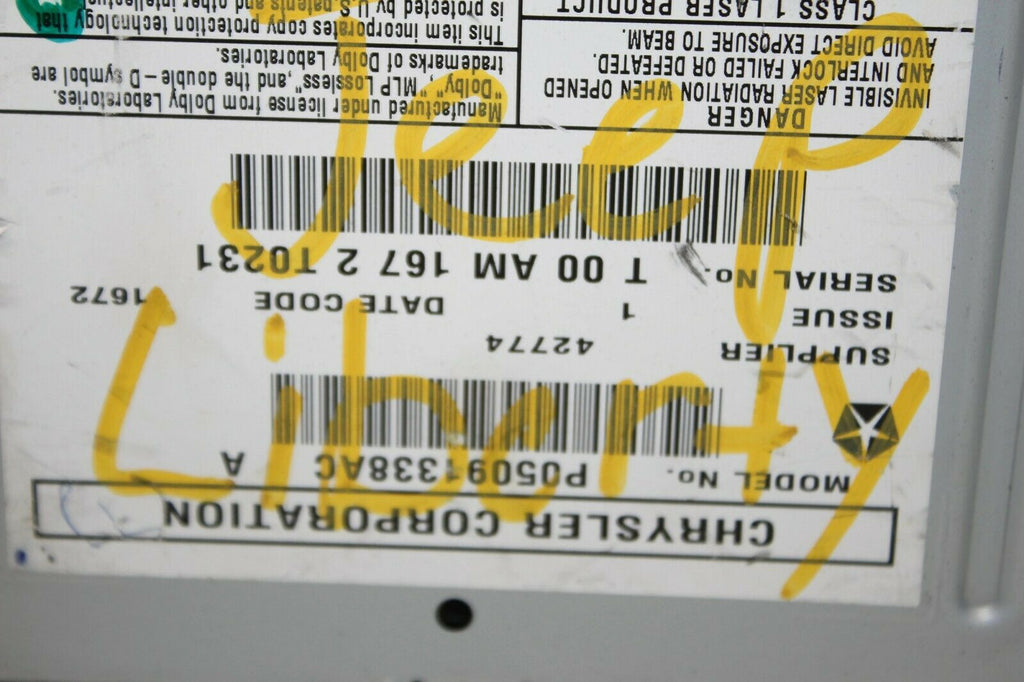 Jeep
Liberty
CHRYSLER CORPORATION
MODEL No. P05091338AC A
SUPPLIER 42774
ISSUE 1 DATE CODE 1672
SERIAL No. T 00 AM 167 2 T0231
DANGER
INVISIBLE LASER RADIATION WHEN OPENED
AND INTERLOCK FAILED OR DEFEATED.
AVOID DIRECT EXPOSURE TO BEAM.
CLASS 1 LASER PRODUCT
Manufactured under license from Dolby Laboratories.
"Dolby", "MLP Lossless", and the double-D symbol are
trademarks of Dolby Laboratories.
This item incorporates copy protection technology that
is protected by U.S. patents and other